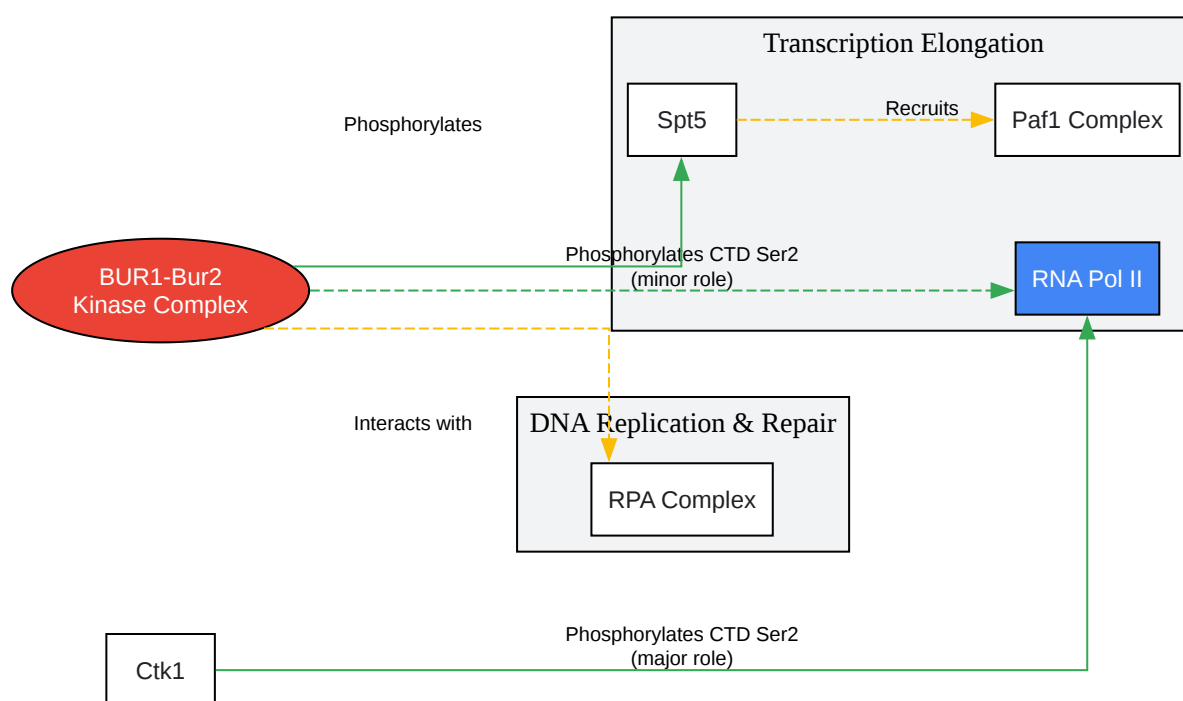 Transcription Elongation
Phosphorylates
Spt5
Recruits
Paf1 Complex
BUR1-Bur2
Kinase Complex
Phosphorylates CTD Ser2
(minor role)
RNA Pol II
Interacts with
DNA Replication & Repair
RPA Complex
Phosphorylates CTD Ser2
(major role)
Ctk1